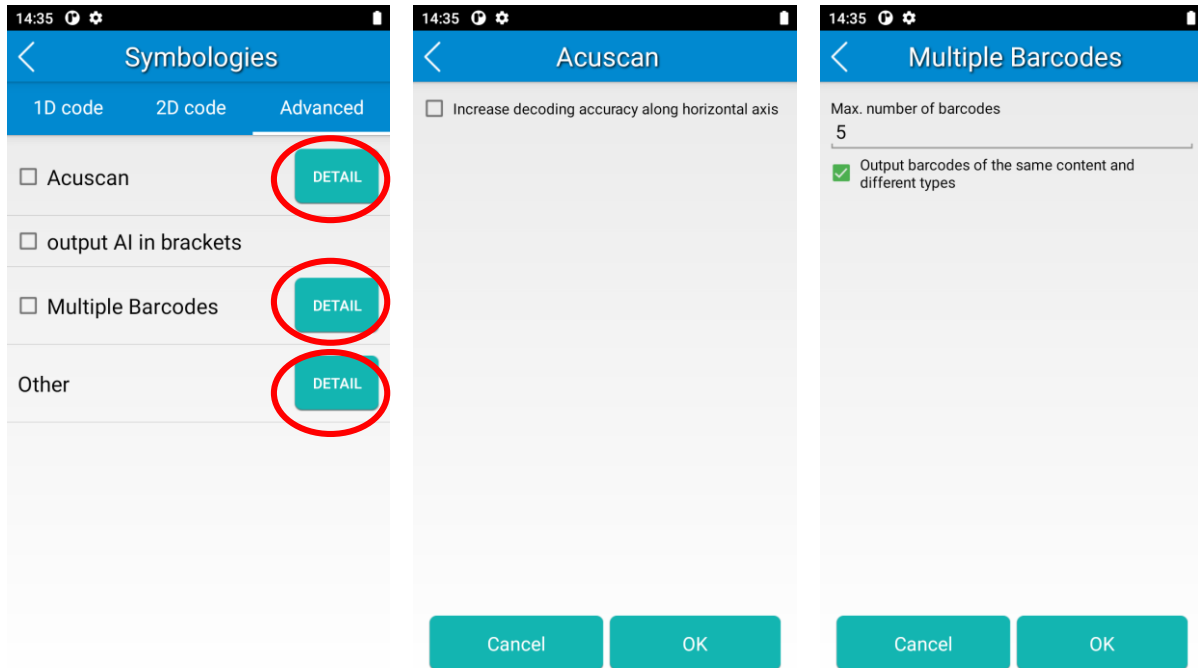 14:35
Symbologies
1D code 2D code Advanced
Acuscan DETAIL
output AI in brackets
Multiple Barcodes DETAIL
Other DETAIL
14:35
Acuscan
Increase decoding accuracy along horizontal axis
Cancel OK
14:35
Multiple Barcodes
Max. number of barcodes
5
Output barcodes of the same content and
different types
Cancel OK